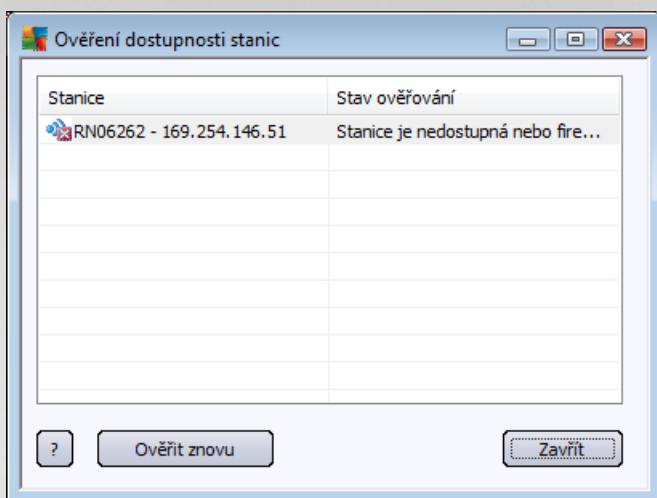 Ověření dostupnosti stanic
Stanice Stav ověřování
RN06262 - 169.254.146.51 Stanice je nedostupná nebo fire...
? Ověřit znovu Zavřít